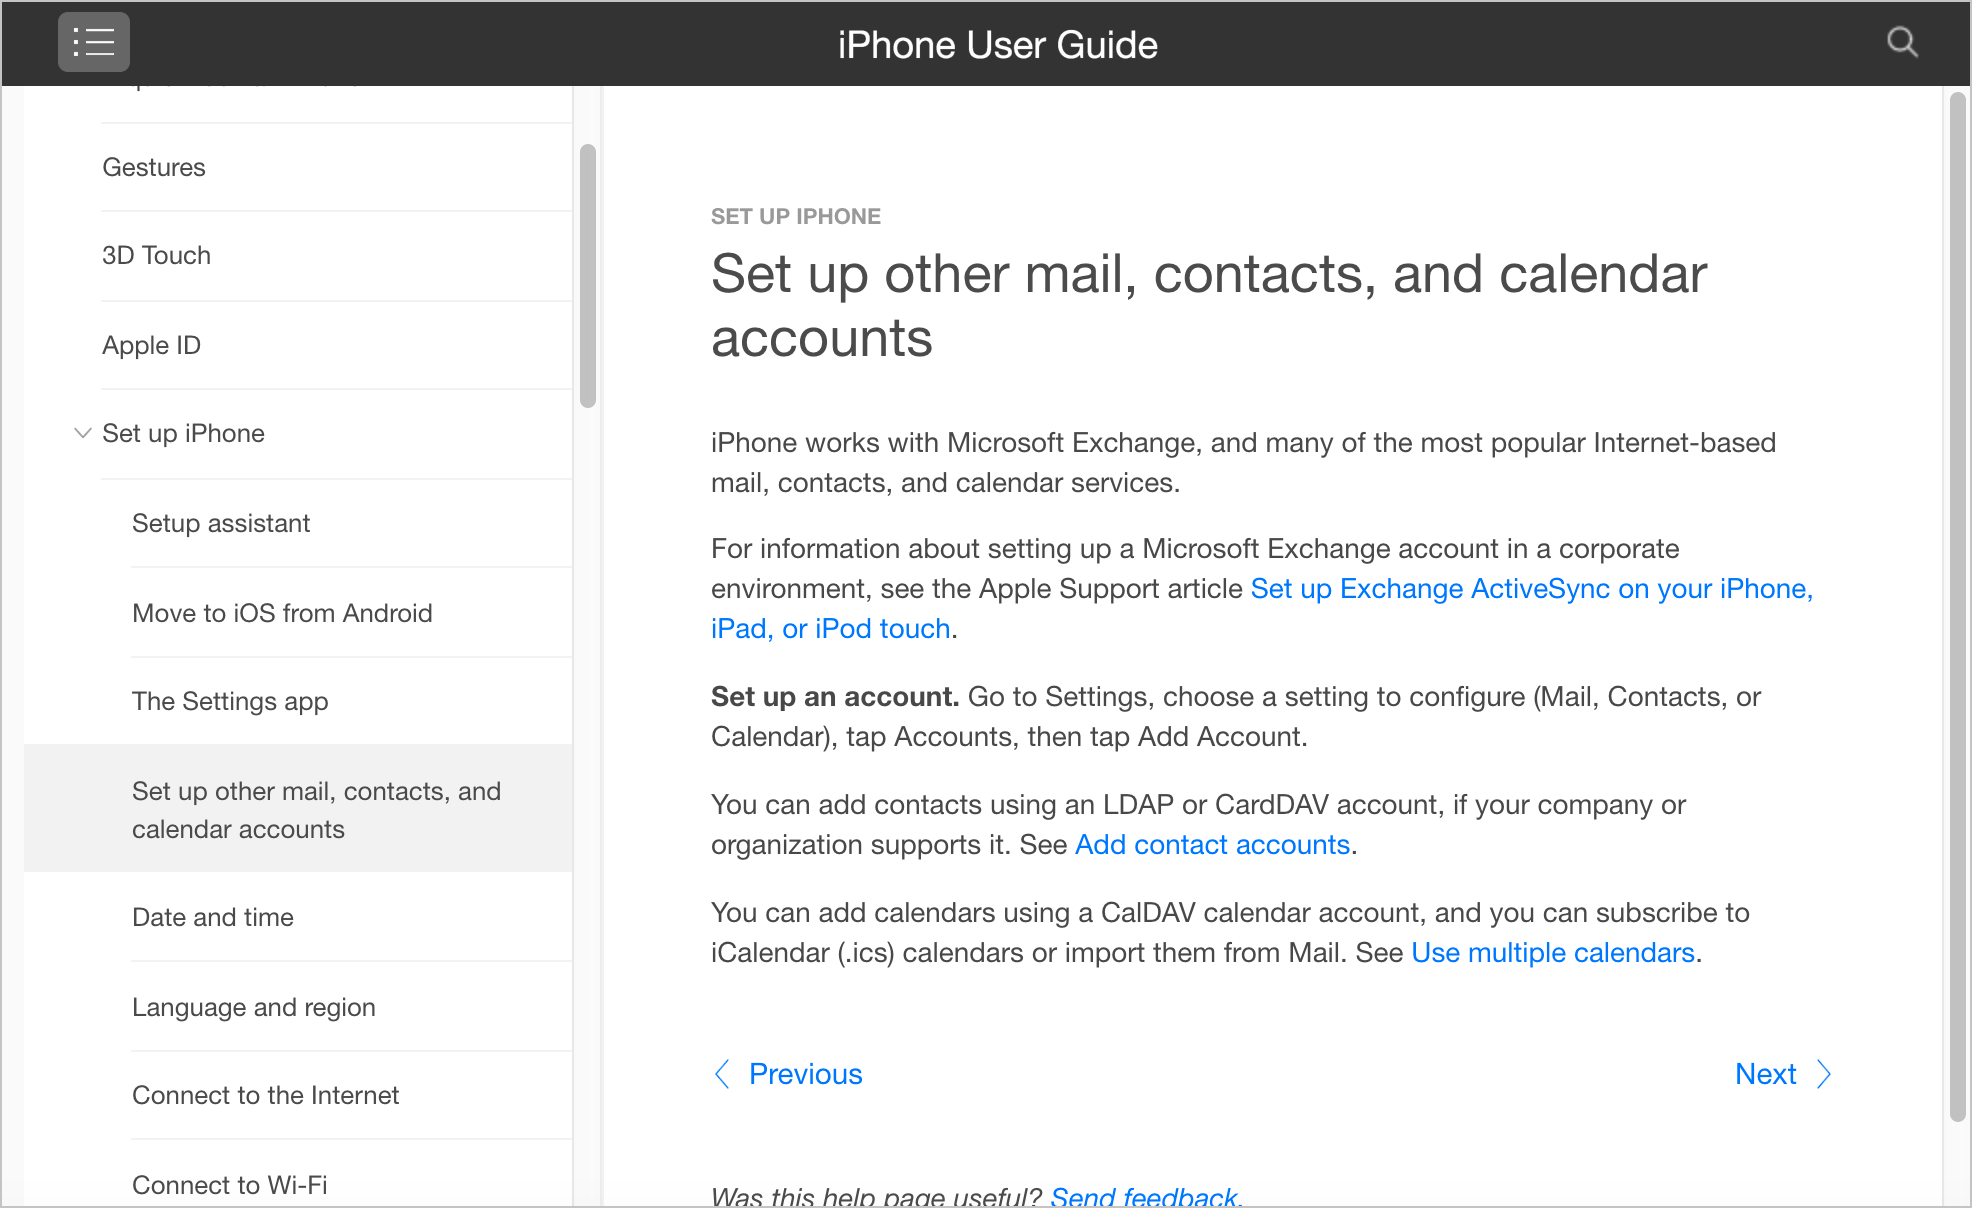 iPhone User Guide
Gestures
3D Touch
Apple ID
Set up iPhone
Setup assistant
Move to iOS from Android
The Settings app
Set up other mail, contacts, and
calendar accounts
Date and time
Language and region
Connect to the Internet
Connect to Wi-Fi
SET UP IPHONE
Set up other mail, contacts, and calendar
accounts
iPhone works with Microsoft Exchange, and many of the most popular Internet-based
mail, contacts, and calendar services.
For information about setting up a Microsoft Exchange account in a corporate
environment, see the Apple Support article Set up Exchange ActiveSync on your iPhone,
iPad, or iPod touch.
Set up an account. Go to Settings, choose a setting to configure (Mail, Contacts, or
Calendar), tap Accounts, then tap Add Account.
You can add contacts using an LDAP or CardDAV account, if your company or
organization supports it. See Add contact accounts.
You can add calendars using a CalDAV calendar account, and you can subscribe to
iCalendar (.ics) calendars or import them from Mail. See Use multiple calendars.
Previous
Next
Was this help page useful? Send feedback.